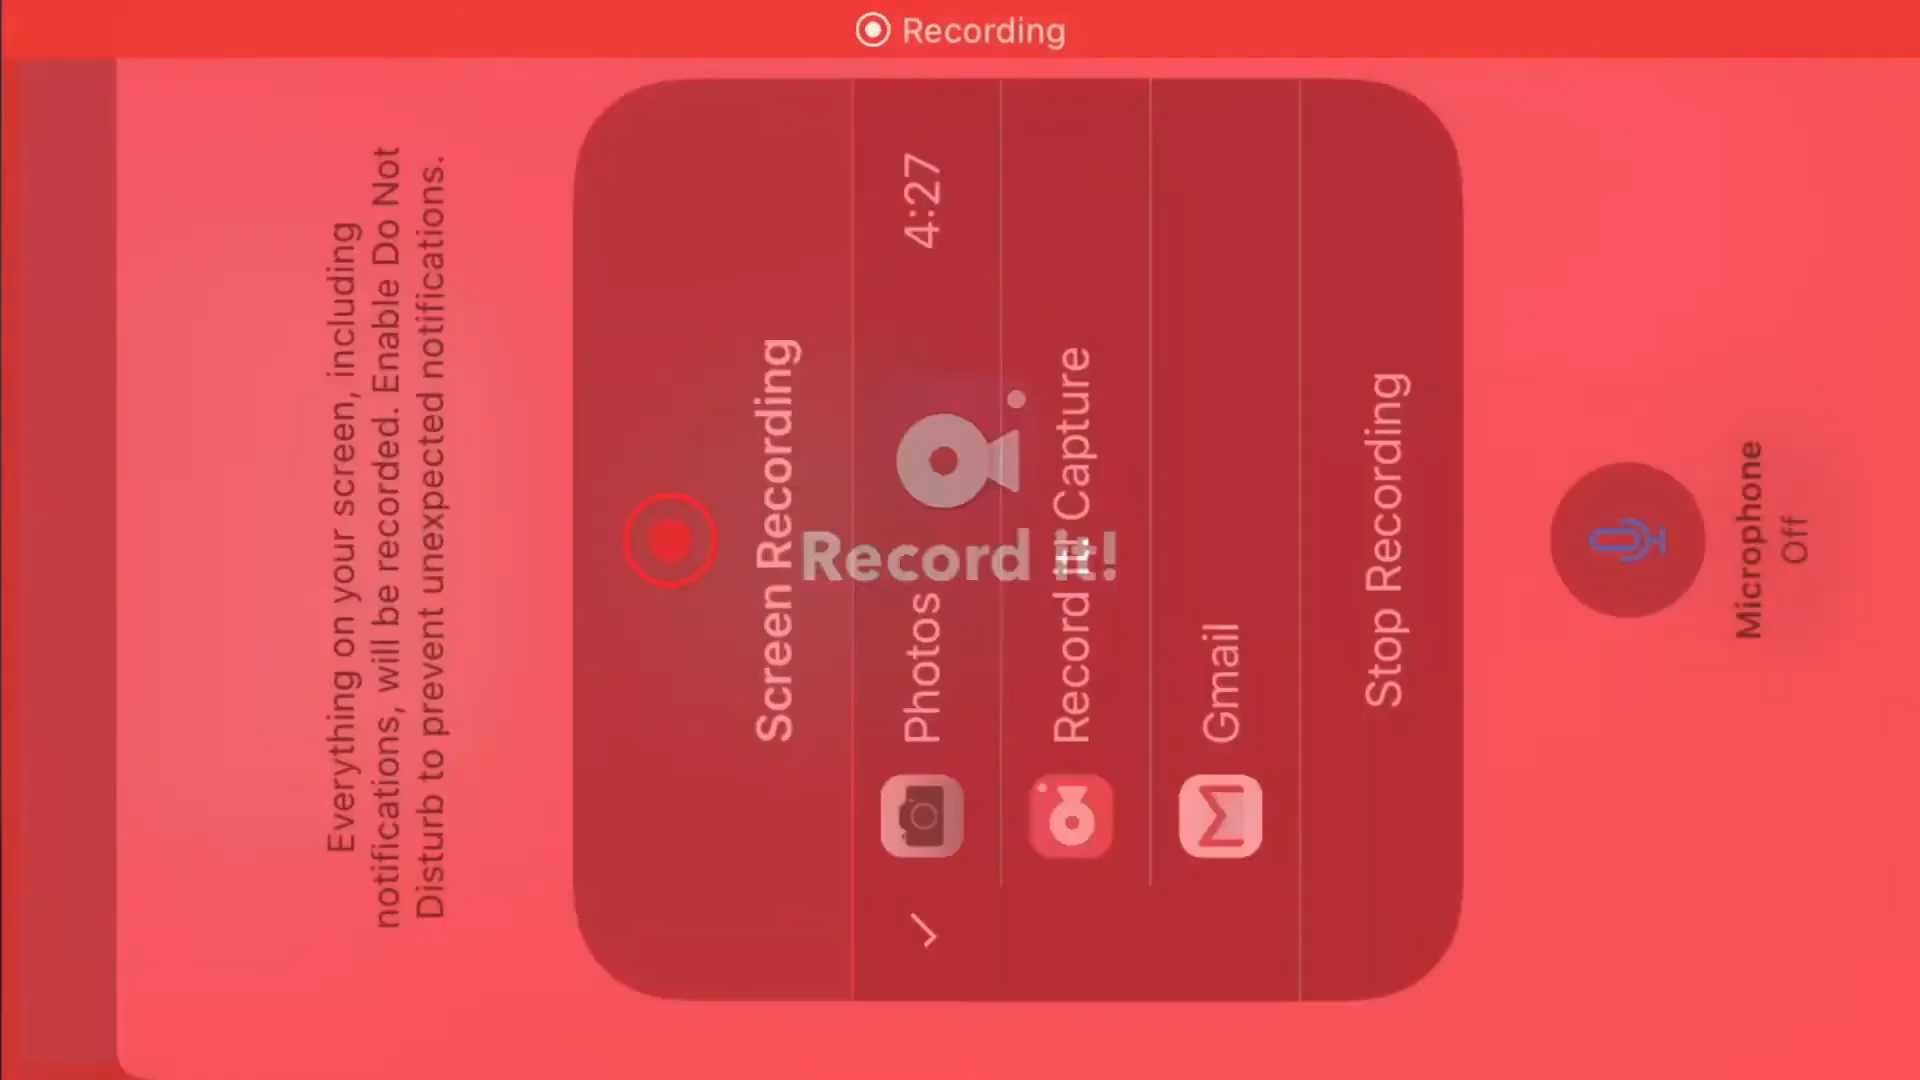 Recording
Everything on your screen, including
notifications, will be recorded. Enable Do Not
Disturb to prevent unexpected notifications.
Screen Recording
Photos 4:27
Record it! Capture
Gmail
Stop Recording
Microphone
Off
Record it!